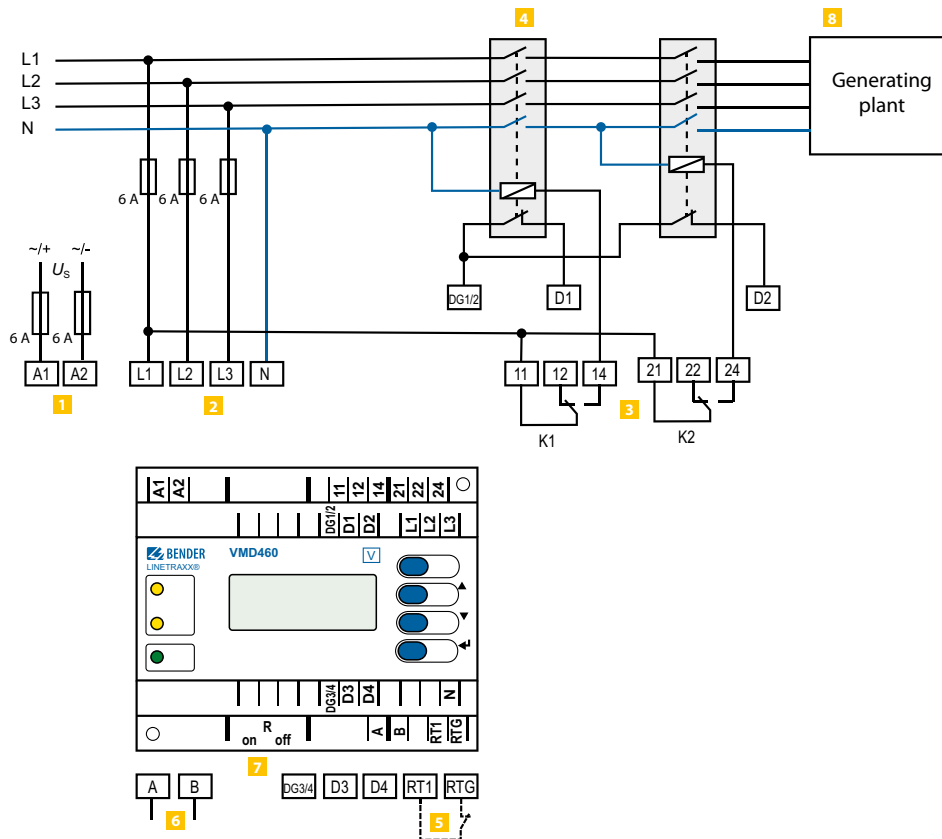 4
8
L1
L2
L3
N
Generating
plant
6 A
6 A
6 A
~/+
~/-
US
6 A
6 A
DG1/2
D1
D2
A1
A2
L1
L2
L3
N
11
12
14
21
22
24
1
2
3
K1
K2
A1
A2
11
12
14
21
22
24
DG1/2
D1
D2
L1
L2
L3
BENDER
VMD460
V
LINETRAXX®
DG3/4
D3
D4
N
R
on off
A
B
RT1
RTG
7
A
B
DG3/4
D3
D4
RT1
RTG
6
5